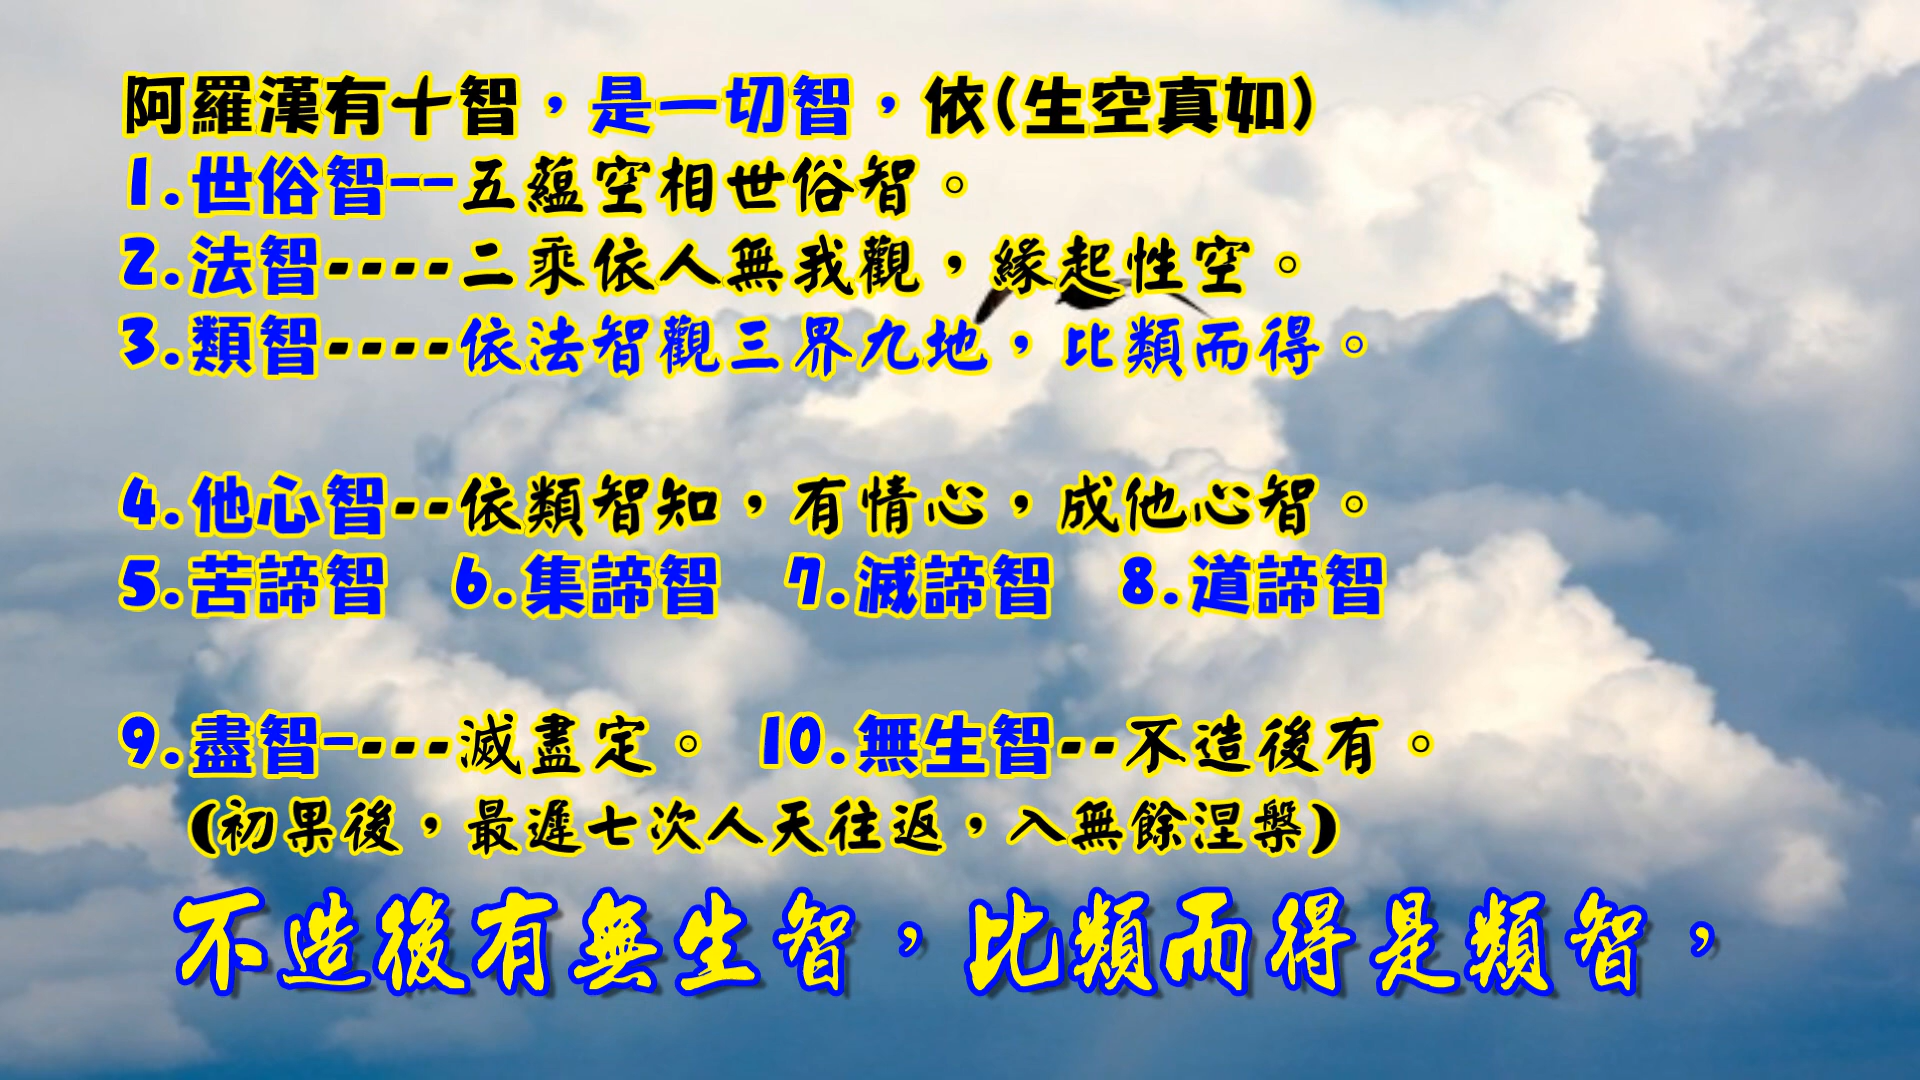 阿羅漢有十智，是一切智，依(生空真如)
1.世俗智--五蘊空相世俗智。
2.法智----二乘依人無我觀，緣起性空。
3.類智----依法智觀三界九地，比類而得。
4.他心智--依類智知，有情心，成他心智。
5.苦諦智 6.集諦智 7.滅諦智 8.道諦智
9.盡智----滅盡定。 10.無生智--不造後有。
(初果後，最遲七次人天往返，入無餘涅槃)
不造後有無生智，比類而得是類智，